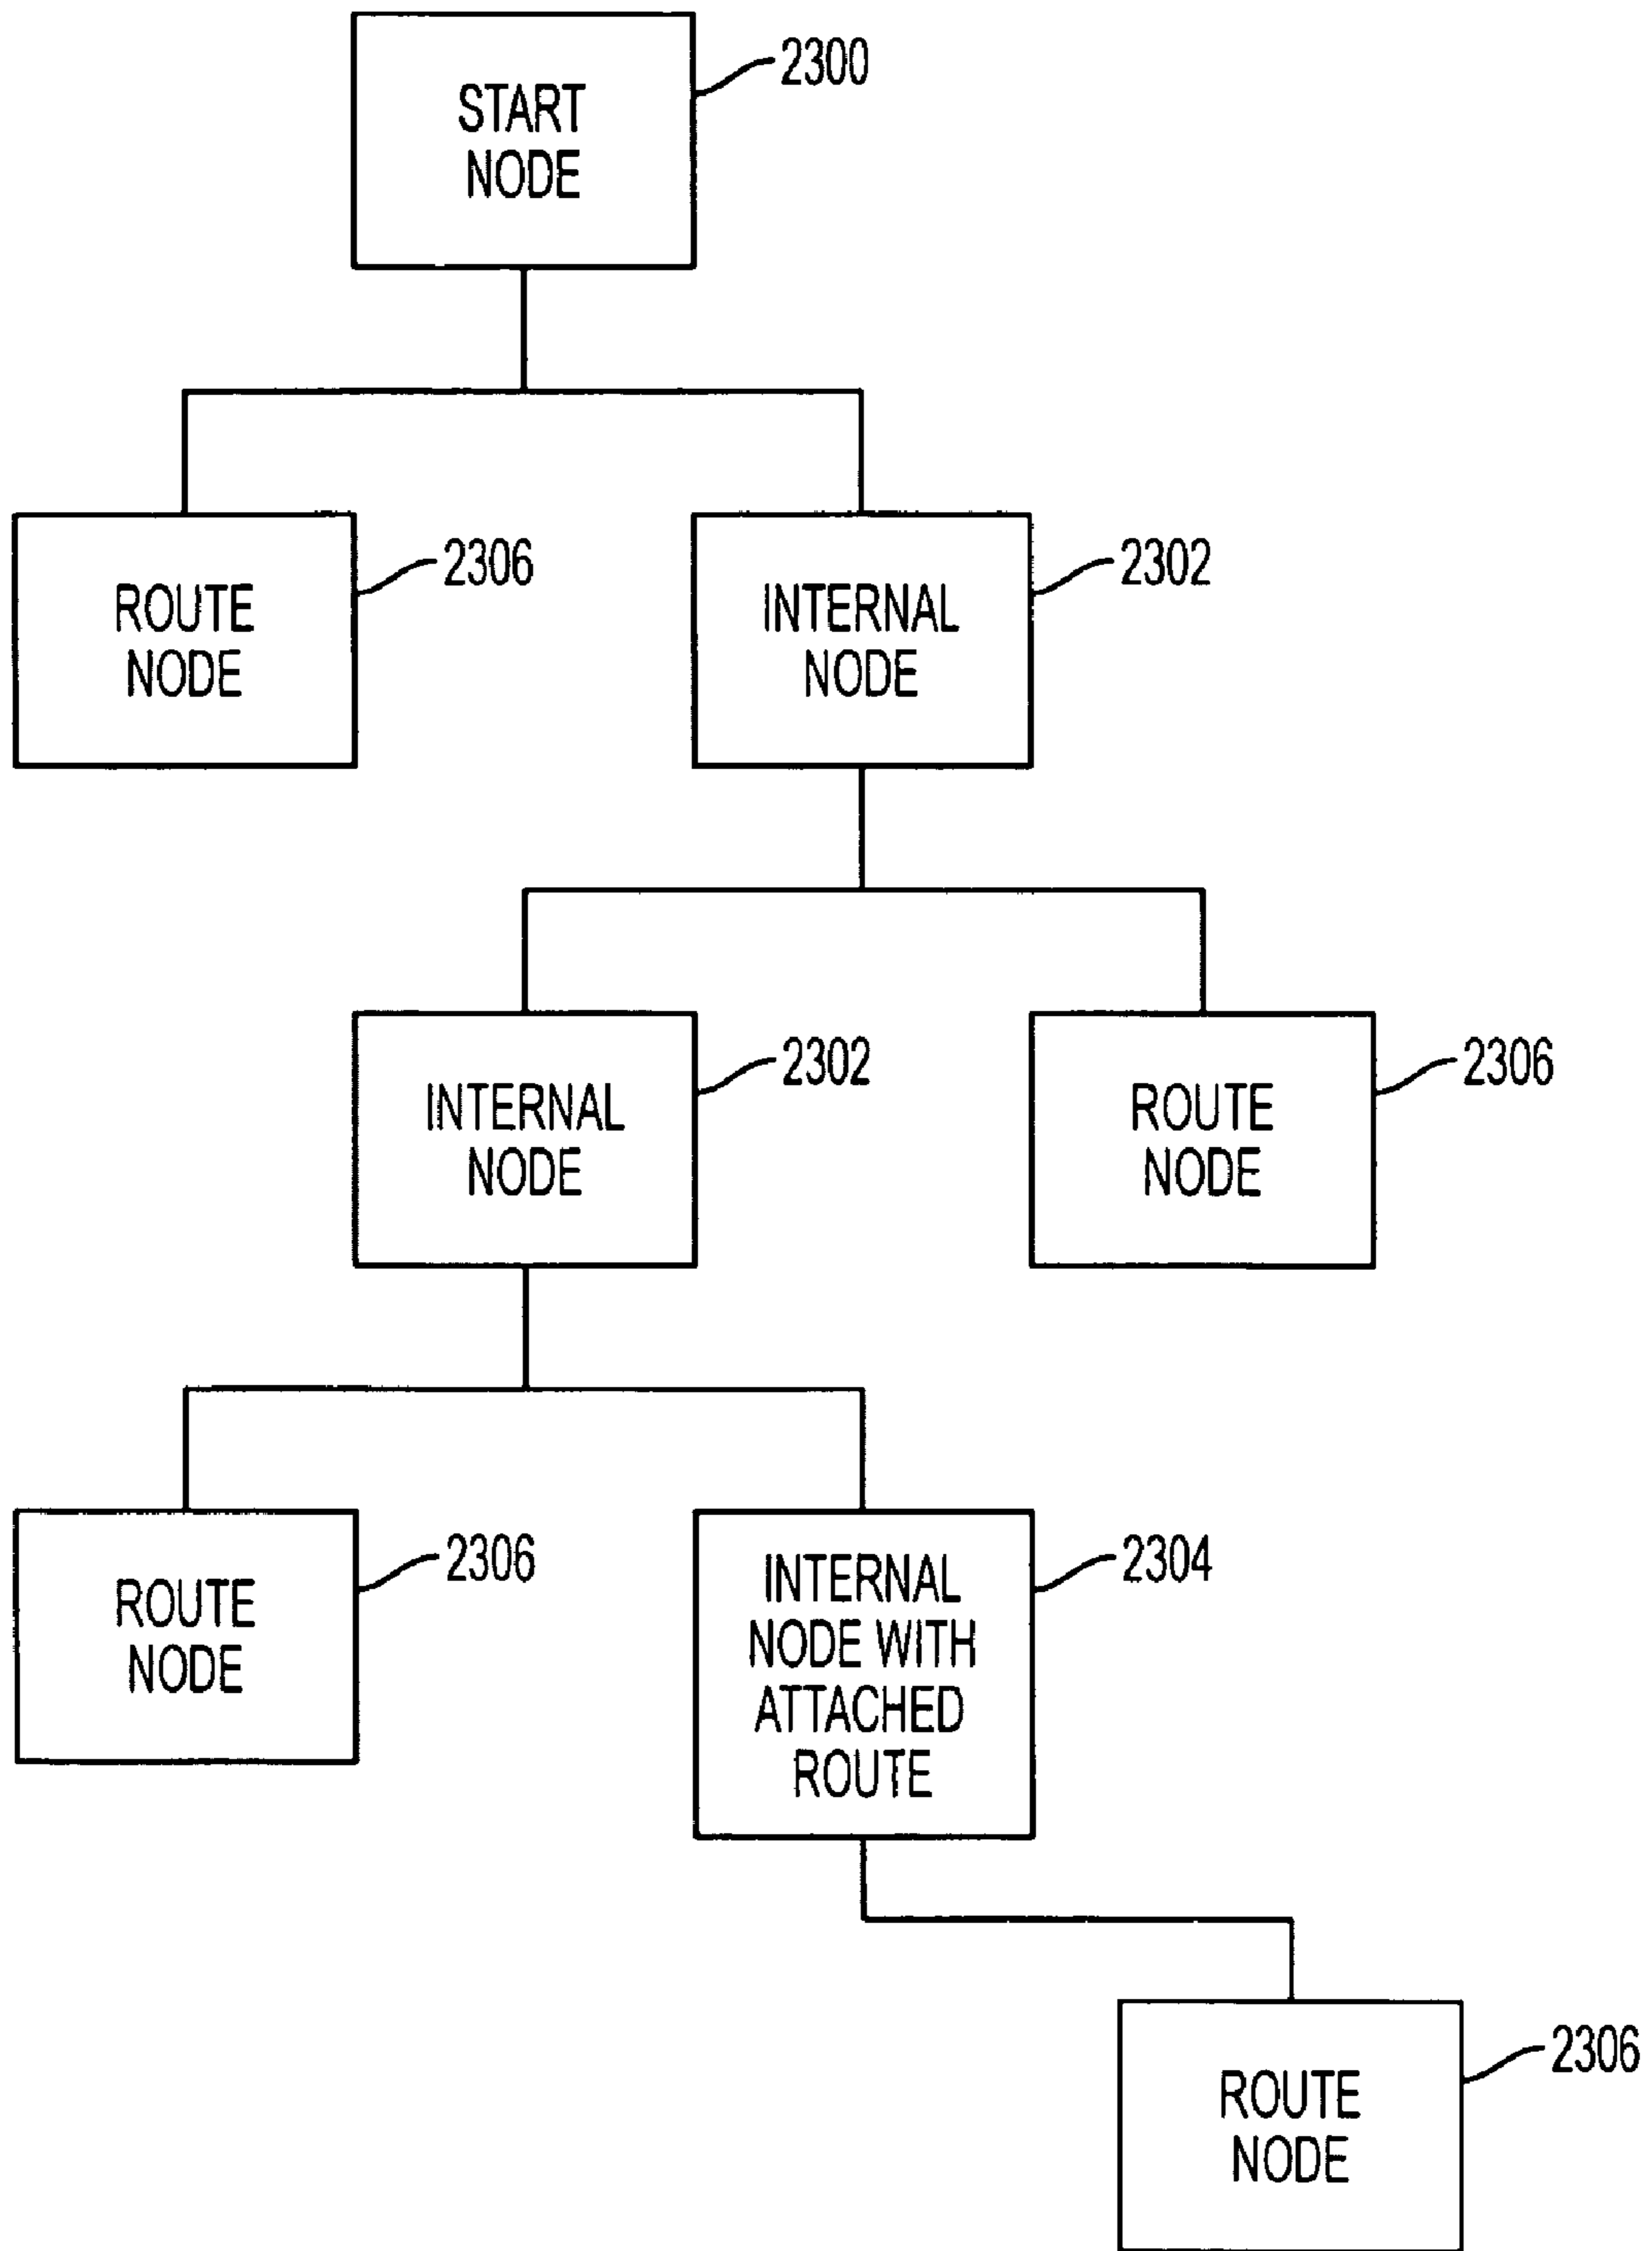 START
NODE
2300
ROUTE
NODE
2306
INTERNAL
NODE
2302
INTERNAL
NODE
2302
ROUTE
NODE
2306
ROUTE
NODE
2306
INTERNAL
NODE WITH
ATTACHED
ROUTE
2304
ROUTE
NODE
2306